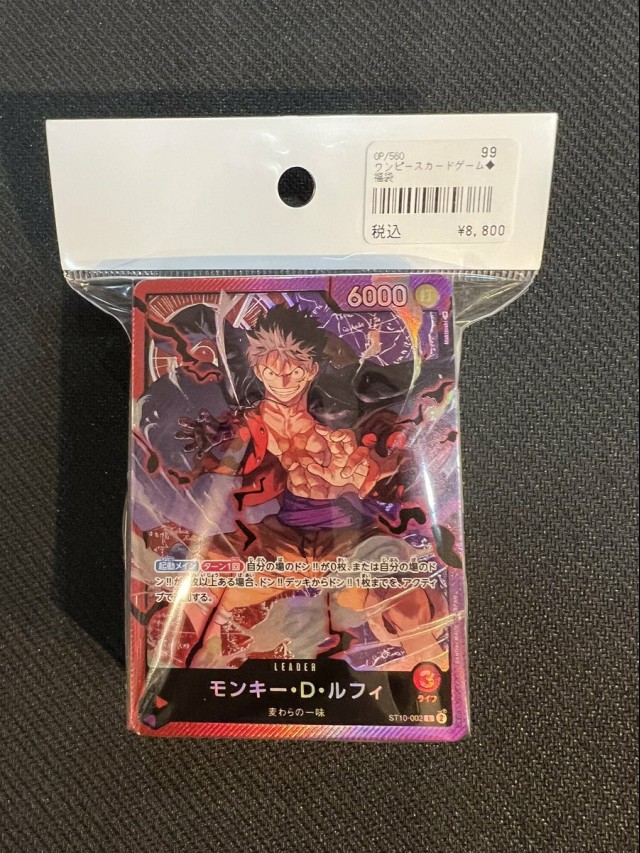 OP/560
99
ワンピースカードゲーム◆
福袋
税込
¥8,800
6000
起動メイン ターン1回 自分の場のドン!!が0枚、または自分の場のド
ン!!が 枚以上ある場合、ドン!!デッキからドン!!1枚までを、アクティ
ブで する。
LEADER
モンキー・D・ルフィ
麦わらの一味
3
ライフ
ST10-002 L